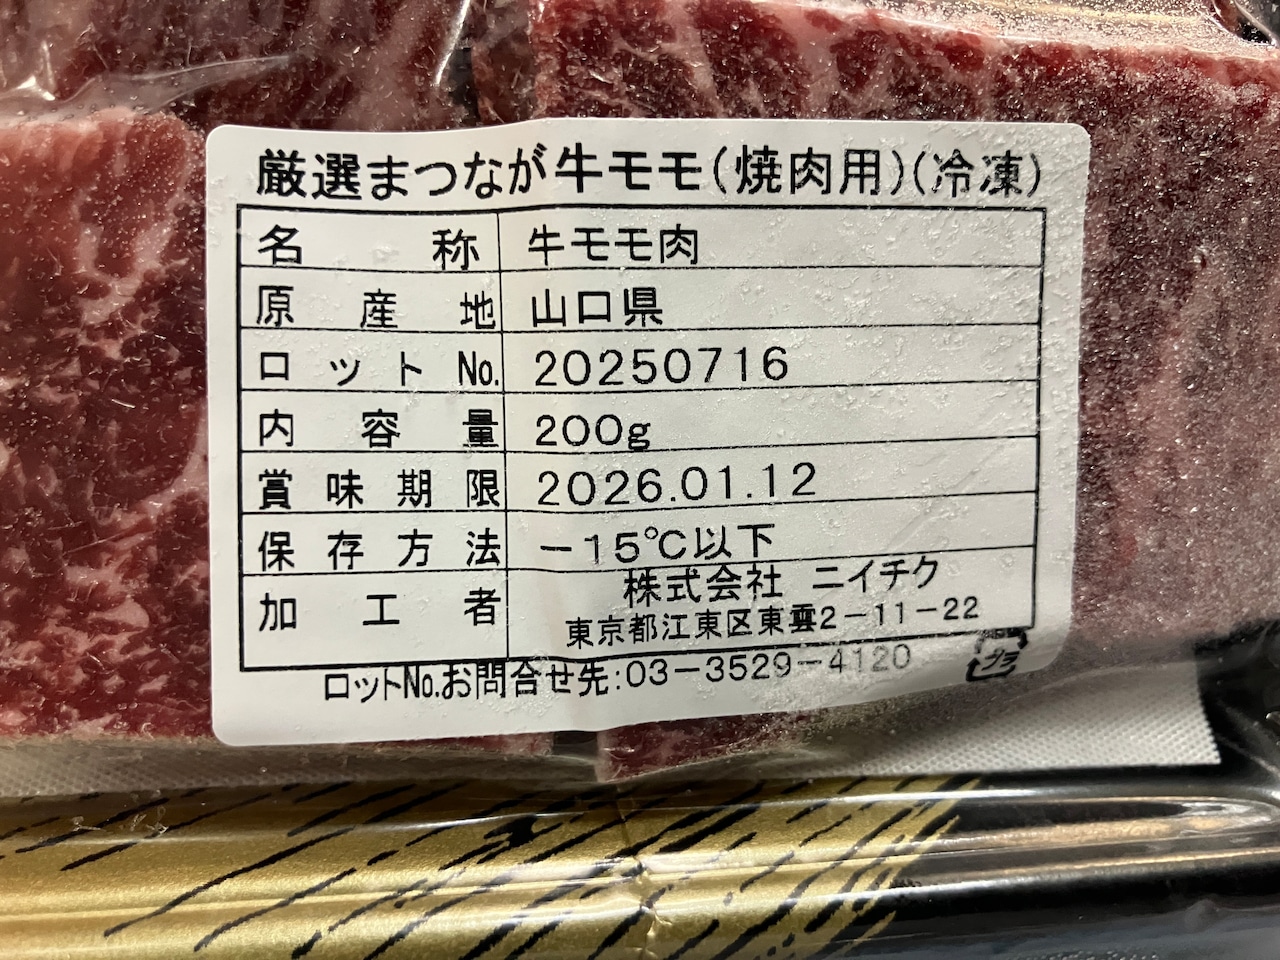 厳選まつなが牛モモ(焼肉用)(冷凍)
名称 牛モモ肉
原産地 山口県
ロットNo. 20250716
内容量 200g
賞味期限 2026.01.12
保存方法 -15℃以下
加工者 株式会社 ニイチク
東京都江東区東雲2-11-22
ロットNo.お問合せ先:03-3529-4120
プラ